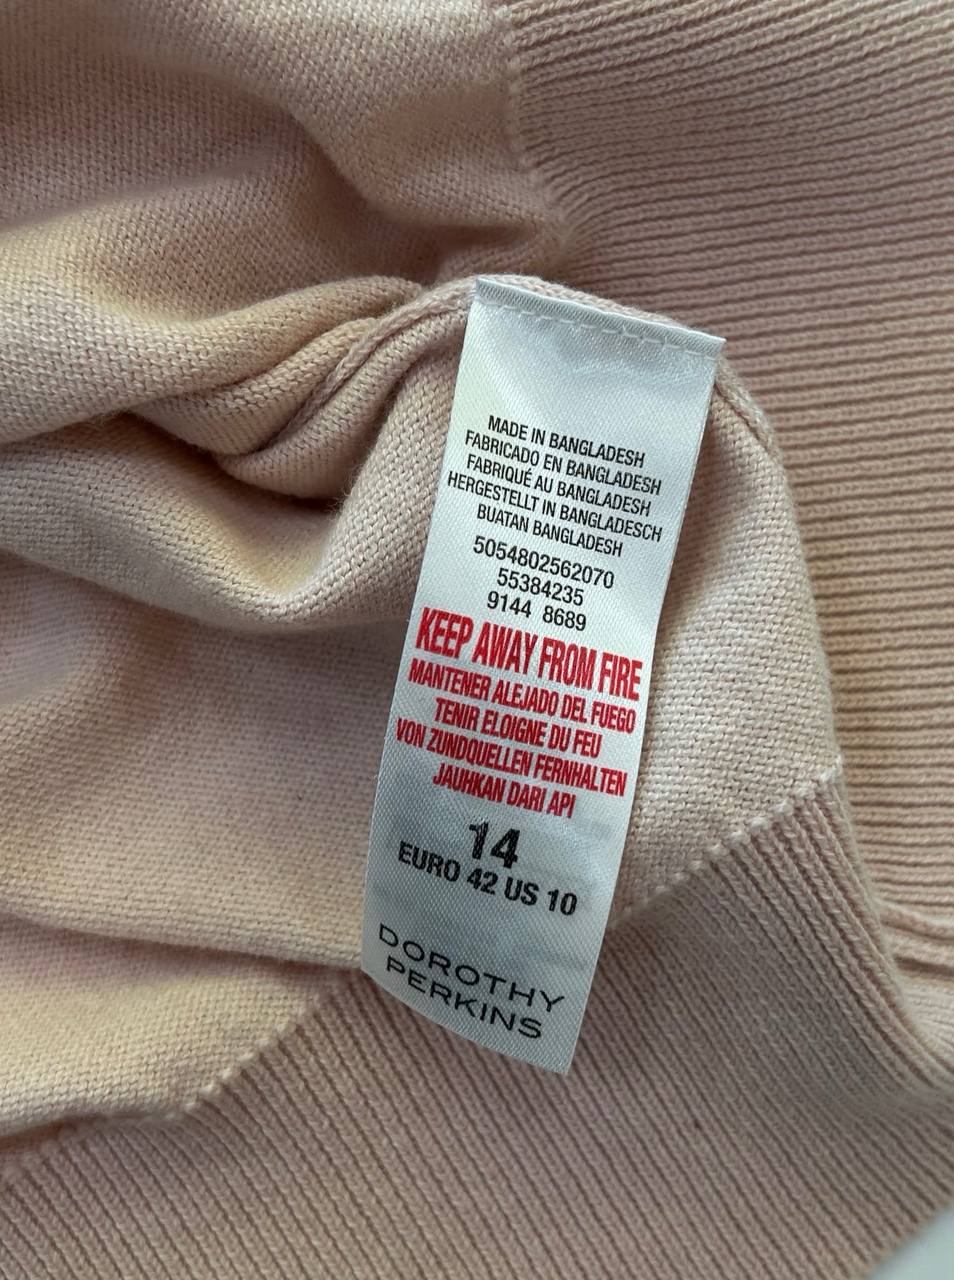 MADE IN BANGLADESH
FABRICADO EN BANGLADESH
FABRIQUÉ AU BANGLADESH
HERGESTELLT IN BANGLADESCH
BUATAN BANGLADESH
5054802562070
55384235
9144 8689
KEEP AWAY FROM FIRE
MANTENER ALEJADO DEL FUEGO
TENIR ELOIGNE DU FEU
VON ZUNDQUELLEN FERNHALTEN
JAUHKAN DARI API
14
EURO 42 US 10
DOROTHY
PERKINS